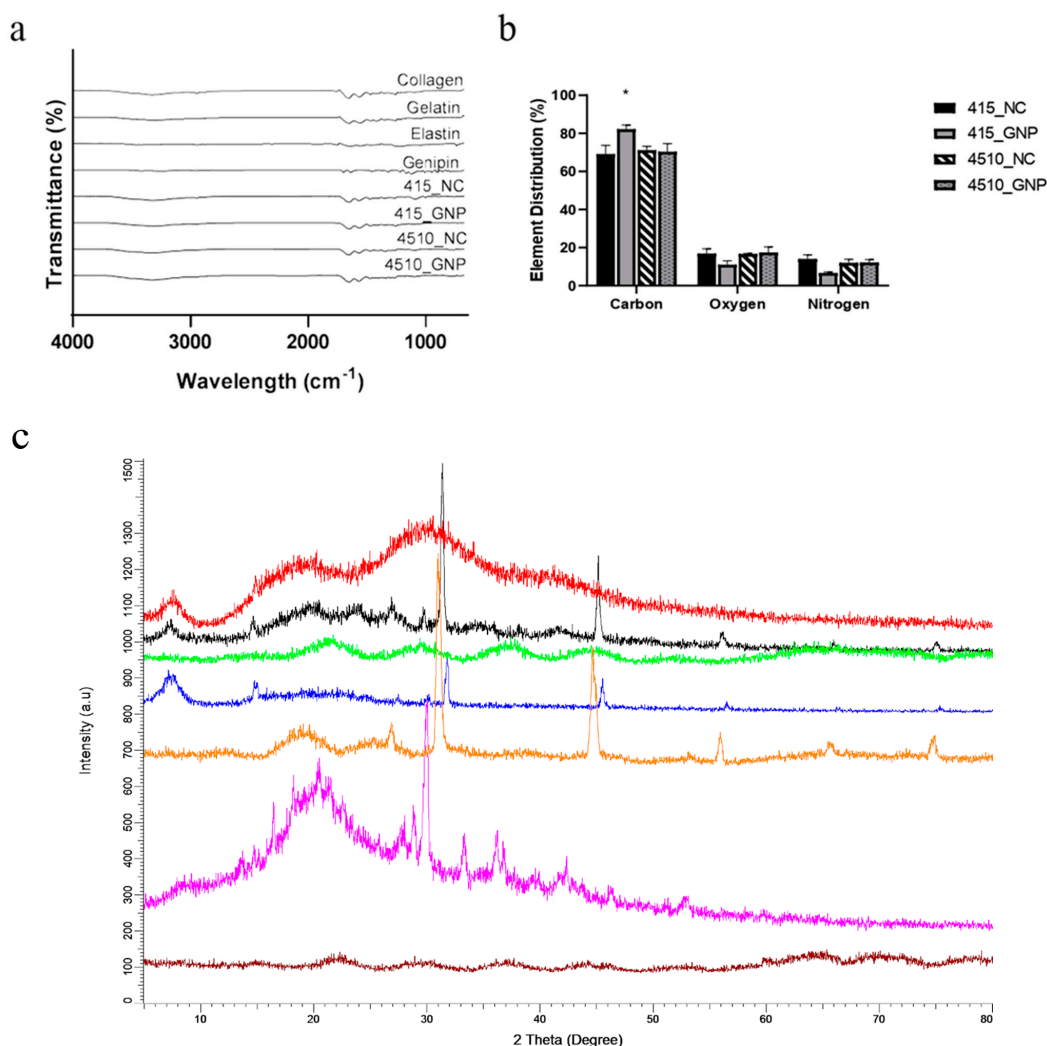 a
Transmittance (%)
Collagen
Gelatin
Elastin
Genipin
415_NC
415_GNP
4510_NC
4510_GNP
4000 3000 2000 1000
Wavelength (cm⁻¹)
b
Element Distribution (%)
100
80
60
40
20
0
*
Carbon Oxygen Nitrogen
415_NC
415_GNP
4510_NC
4510_GNP
c
Intensity (a.u)
1500
1300
1200
1100
1000
900
800
700
600
500
400
300
200
100
0
10 20 30 40 50 60 70 80
2 Theta (Degree)